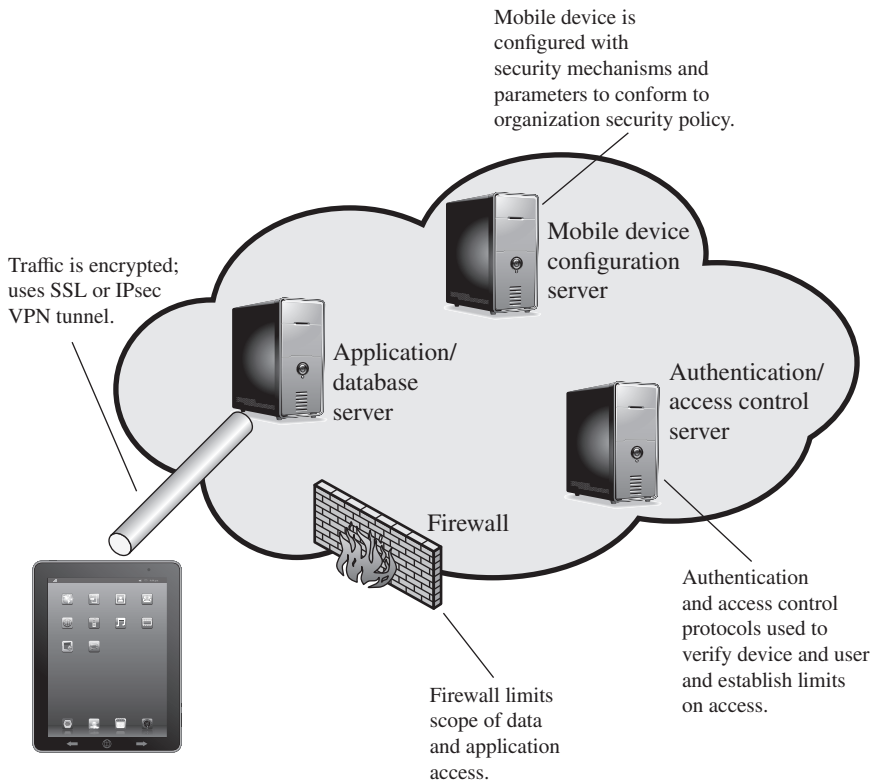 Mobile device is
configured with
security mechanisms and
parameters to conform to
organization security policy.
Mobile device
configuration
server
Traffic is encrypted;
uses SSL or IPsec
VPN tunnel.
Application/
database
server
Authentication/
access control
server
Firewall
Authentication
and access control
protocols used to
verify device and user
and establish limits
on access.
Firewall limits
scope of data
and application
access.